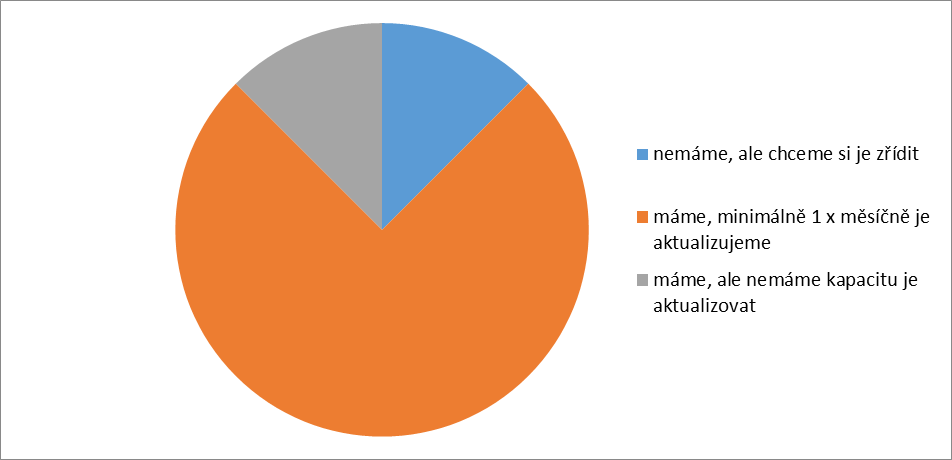 nemáme, ale chceme si je zřídit
máme, minimálně 1 x měsíčně je
aktualizujeme
máme, ale nemáme kapacitu je
aktualizovat